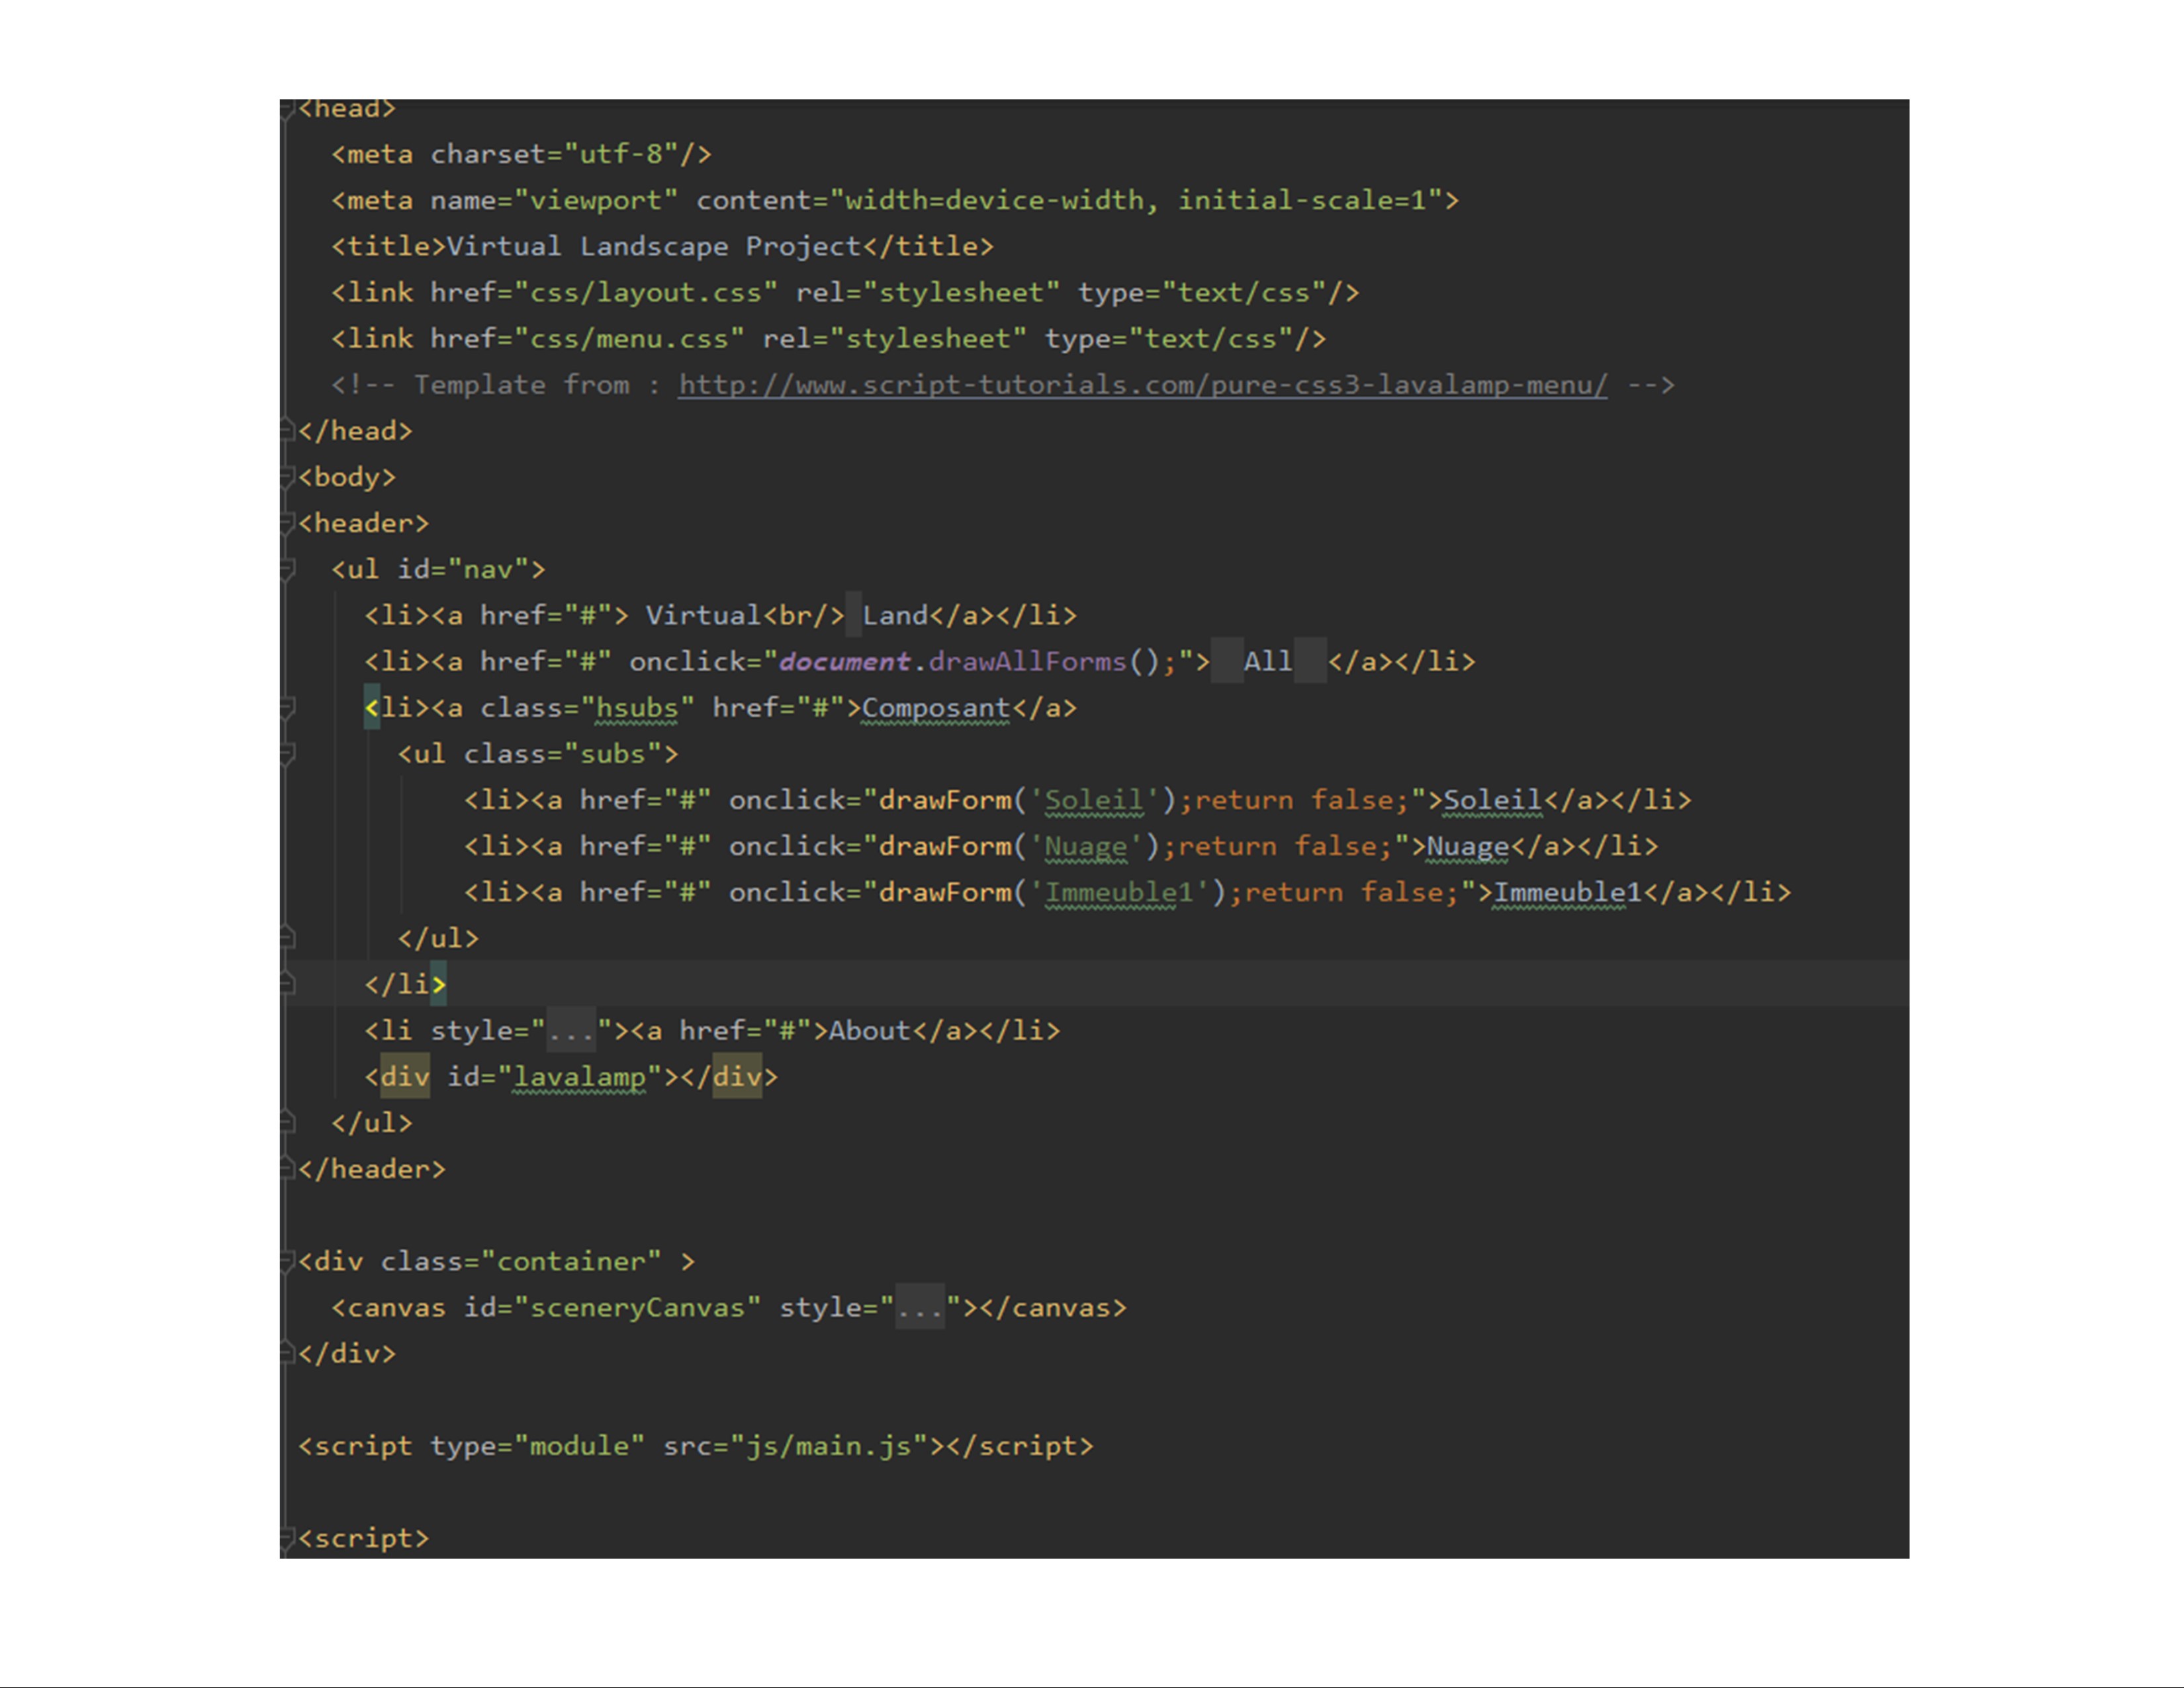 <head>
<meta charset="utf-8"/>
<meta name="viewport" content="width=device-width, initial-scale=1">
<title>Virtual Landscape Project</title>
<link href="css/layout.css" rel="stylesheet" type="text/css"/>
<link href="css/menu.css" rel="stylesheet" type="text/css"/>
<!-- Template from : http://www.script-tutorials.com/pure-css3-lavalamp-menu/ -->
</head>
<body>
<header>
<ul id="nav">
<li><a href="#"> Virtual<br/> Land</a></li>
<li><a href="#" onclick="document.drawAllForms();">  All  </a></li>
<li><a class="hsubs" href="#">Composant</a>
<ul class="subs">
<li><a href="#" onclick="drawForm('Soleil');return false;">Soleil</a></li>
<li><a href="#" onclick="drawForm('Nuage');return false;">Nuage</a></li>
<li><a href="#" onclick="drawForm('Immeuble1');return false;">Immeuble1</a></li>
</ul>
</li>
<li style="..."><a href="#">About</a></li>
<div id="lavalamp"></div>
</ul>
</header>
<div class="container" >
<canvas id="sceneryCanvas" style="..."></canvas>
</div>
<script type="module" src="js/main.js"></script>
<script>